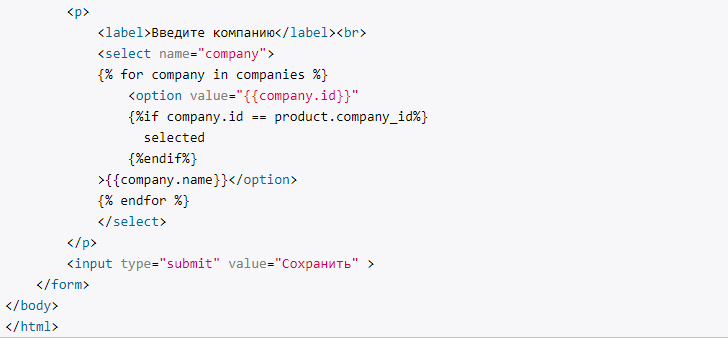 <p>
<label>Введите компанию</label><br>
<select name="company">
{% for company in companies %}
<option value="{{company.id}}"
{%if company.id == product.company_id%}
selected
{%endif%}
>{{company.name}}</option>
{% endfor %}
</select>
</p>
<input type="submit" value="Сохранить" >
</form>
</body>
</html>